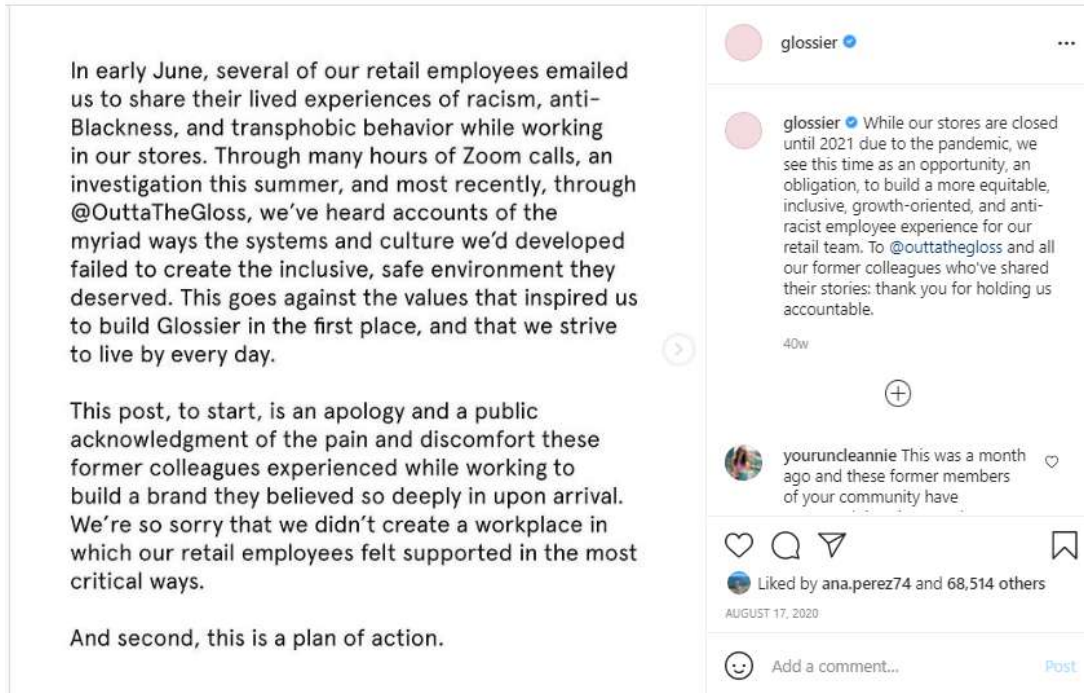 In early June, several of our retail employees emailed
us to share their lived experiences of racism, anti-
Blackness, and transphobic behavior while working
in our stores. Through many hours of Zoom calls, an
investigation this summer, and most recently, through
@OuttaTheGloss, we've heard accounts of the
myriad ways the systems and culture we'd developed
failed to create the inclusive, safe environment they
deserved. This goes against the values that inspired us
to build Glossier in the first place, and that we strive
to live by every day.
This post, to start, is an apology and a public
acknowledgment of the pain and discomfort these
former colleagues experienced while working to
build a brand they believed so deeply in upon arrival.
We're so sorry that we didn't create a workplace in
which our retail employees felt supported in the most
critical ways.
And second, this is a plan of action.
glossier
glossier While our stores are closed
until 2021 due to the pandemic, we
see this time as an opportunity, an
obligation, to build a more equitable,
inclusive, growth-oriented, and anti-
racist employee experience for our
retail team. To @outtathegloss and all
our former colleagues who've shared
their stories: thank you for holding us
accountable.
40w
youruncleannie This was a month
ago and these former members
of your community have
Liked by ana.perez74 and 68,514 others
AUGUST 17, 2020
Add a comment...
Post